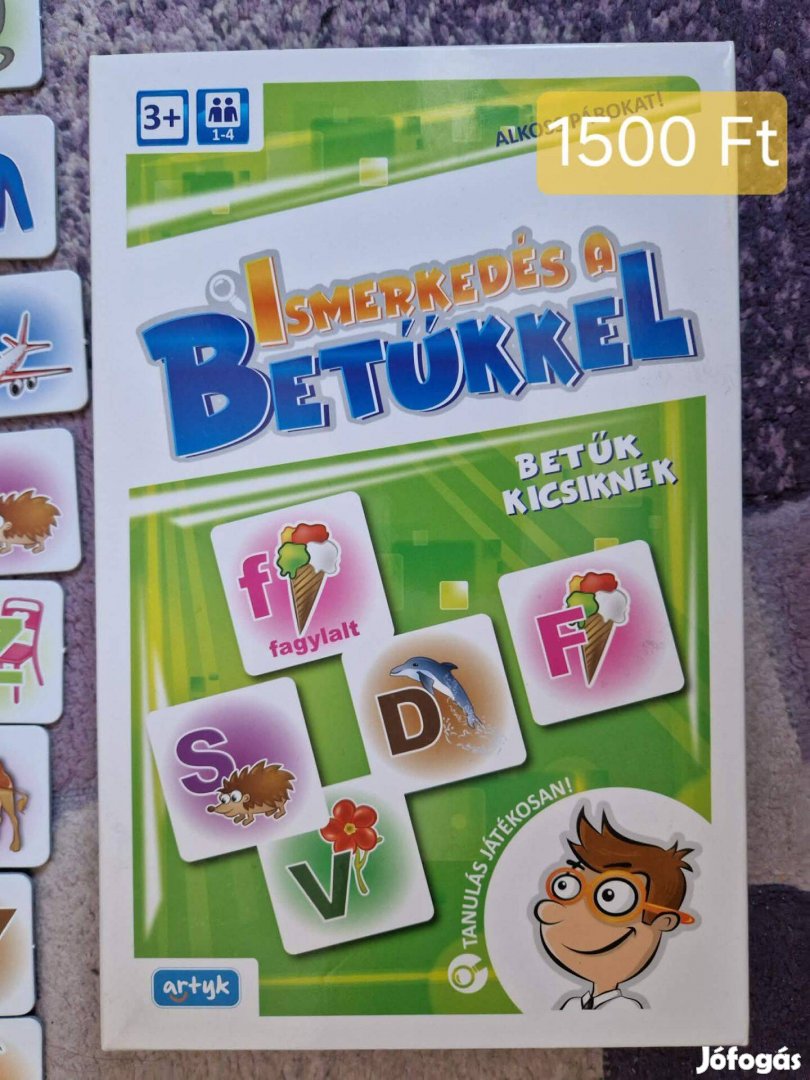 3+
1-4
ALKOSS PÁROKAT!
1500 Ft
ISMERKEDÉS A
BETŰKKEL
BETŰK
KICSIKNEK
f
fagylalt
F
D
S
V
TANULÁS JÁTÉKOSAN!
artyk
Jófogás